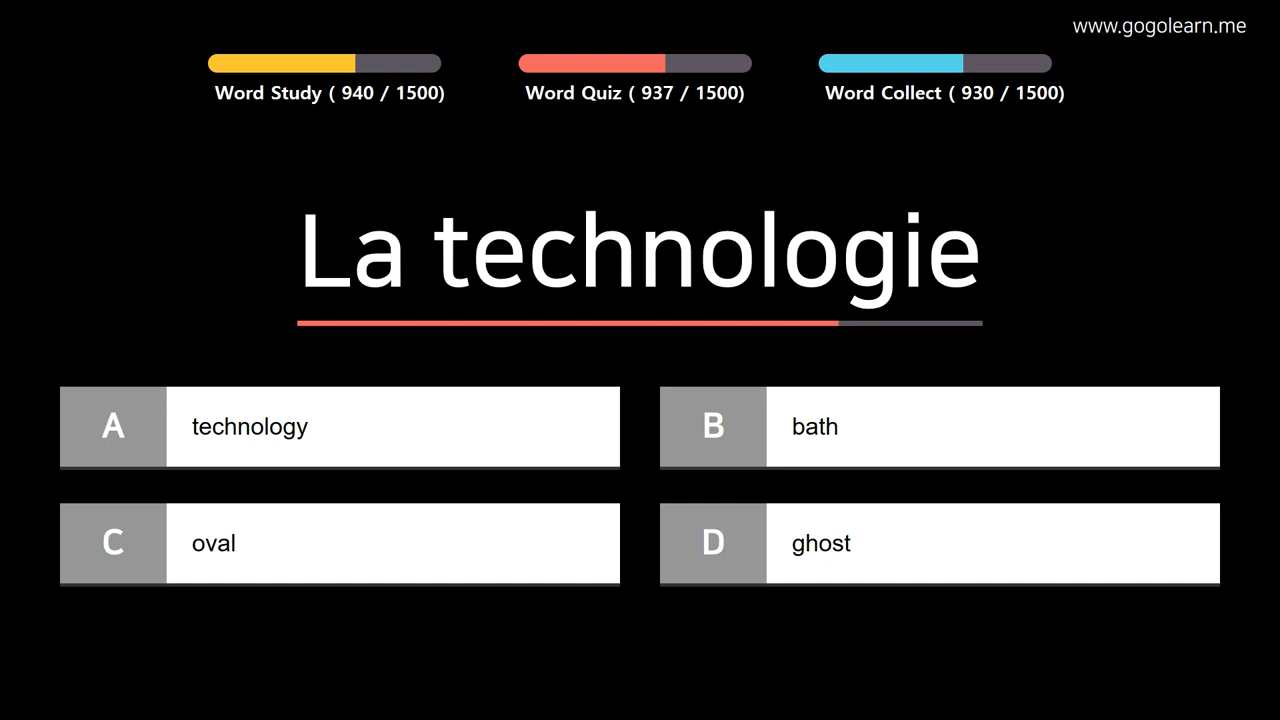 www.gogolearn.me
Word Study ( 940 / 1500)
Word Quiz ( 937 / 1500)
Word Collect ( 930 / 1500)
La technologie
A technology
B bath
C oval
D ghost